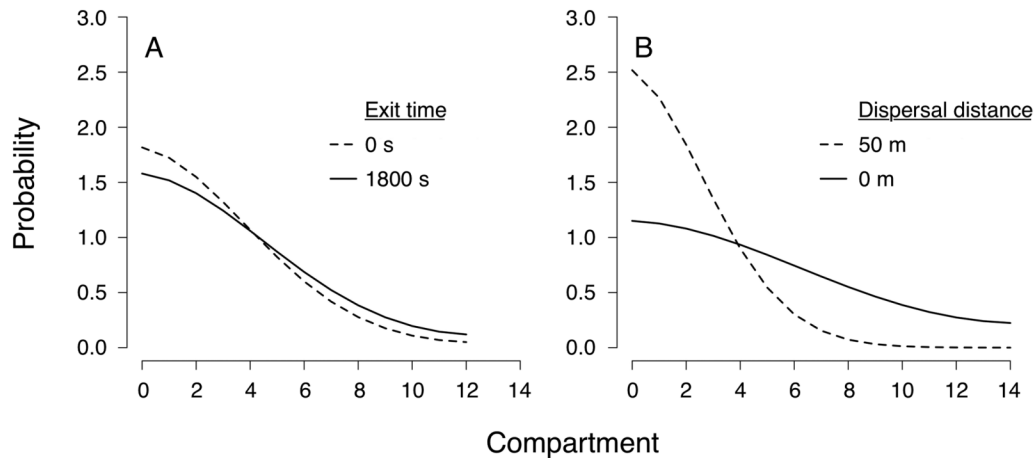 A
Exit time
0 s
1800 s
3.0
2.5
2.0
1.5
1.0
0.5
0.0
0 2 4 6 8 10 12 14
B
Dispersal distance
50 m
0 m
3.0
2.5
2.0
1.5
1.0
0.5
0.0
0 2 4 6 8 10 12 14
Probability
Compartment